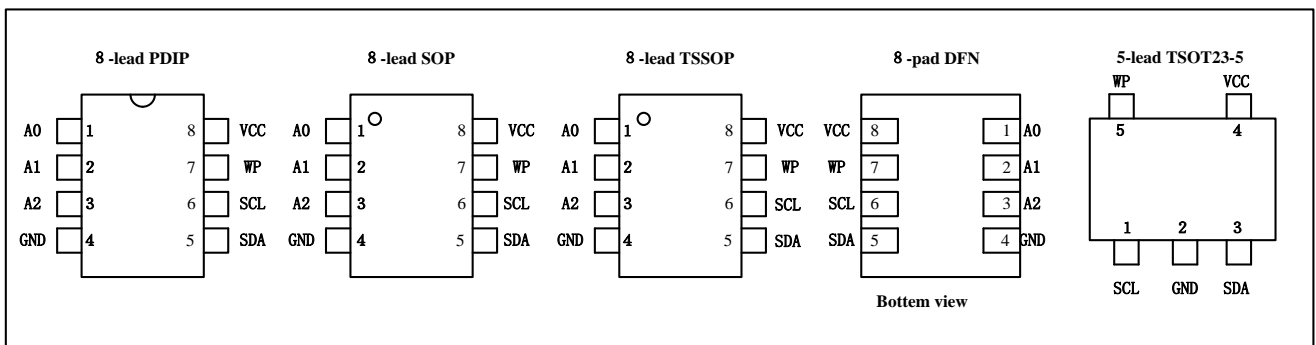 8-lead PDIP 8-lead SOP 8-lead TSSOP 8-pad DFN 5-lead TSOT23-5
WP VCC
A0 1 8 VCC A0 1 8 VCC A0 1 8 VCC VCC 8 1 A0 5 4
A1 2 7 WP A1 2 7 WP A1 2 7 WP WP 7 2 A1
A2 3 6 SCL A2 3 6 SCL A2 3 6 SCL SCL 6 3 A2
GND 4 5 SDA GND 4 5 SDA GND 4 5 SDA SDA 5 4 GND 1 2 3
SCL GND SDA
Bottem view